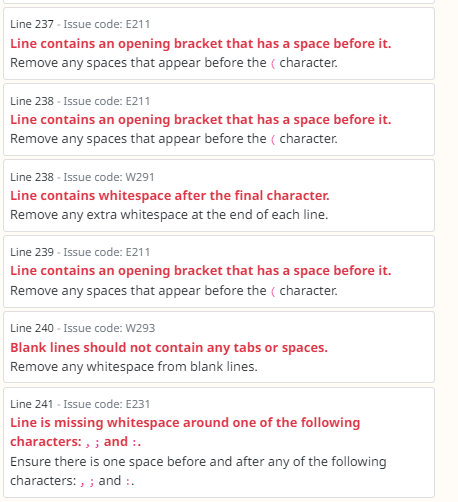 Line 237 - Issue code: E211
Line contains an opening bracket that has a space before it.
Remove any spaces that appear before the ( character.
Line 238 - Issue code: E211
Line contains an opening bracket that has a space before it.
Remove any spaces that appear before the ( character.
Line 238 - Issue code: W291
Line contains whitespace after the final character.
Remove any extra whitespace at the end of each line.
Line 239 - Issue code: E211
Line contains an opening bracket that has a space before it.
Remove any spaces that appear before the ( character.
Line 240 - Issue code: W293
Blank lines should not contain any tabs or spaces.
Remove any whitespace from blank lines.
Line 241 - Issue code: E231
Line is missing whitespace around one of the following
characters: , ; and :.
Ensure there is one space before and after any of the following
characters: , ; and :.